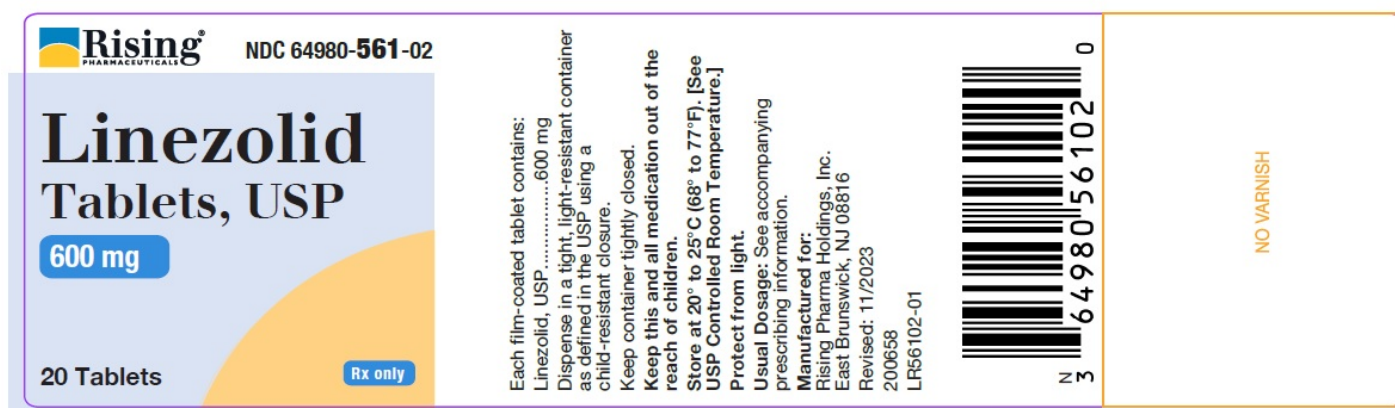 Rising®
PHARMACEUTICALS
NDC 64980-561-02
Linezolid
Tablets, USP
600 mg
20 Tablets
Rx only
Each film-coated tablet contains:
Linezolid, USP...................600 mg
Dispense in a tight, light-resistant container
as defined in the USP using a
child-resistant closure.
Keep container tightly closed.
Keep this and all medication out of the
reach of children.
Store at 20° to 25°C (68° to 77°F). [See
USP Controlled Room Temperature.]
Protect from light.
Usual Dosage: See accompanying
prescribing information.
Manufactured for:
Rising Pharma Holdings, Inc.
East Brunswick, NJ 08816
Revised: 11/2023
200658
LR56102-01
N
3 64980 56102 0
NO VARNISH